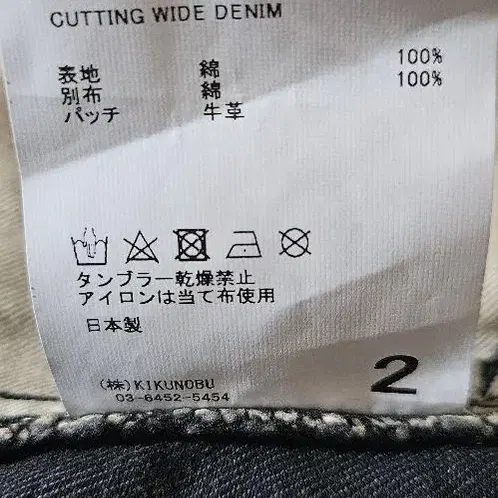 CUTTING WIDE DENIM
表地 綿 100%
別布 綿 100%
パッチ 牛革
タンブラー乾燥禁止
アイロンは当て布使用
日本製
2
(株)KIKUNOBU
03-6452-5454